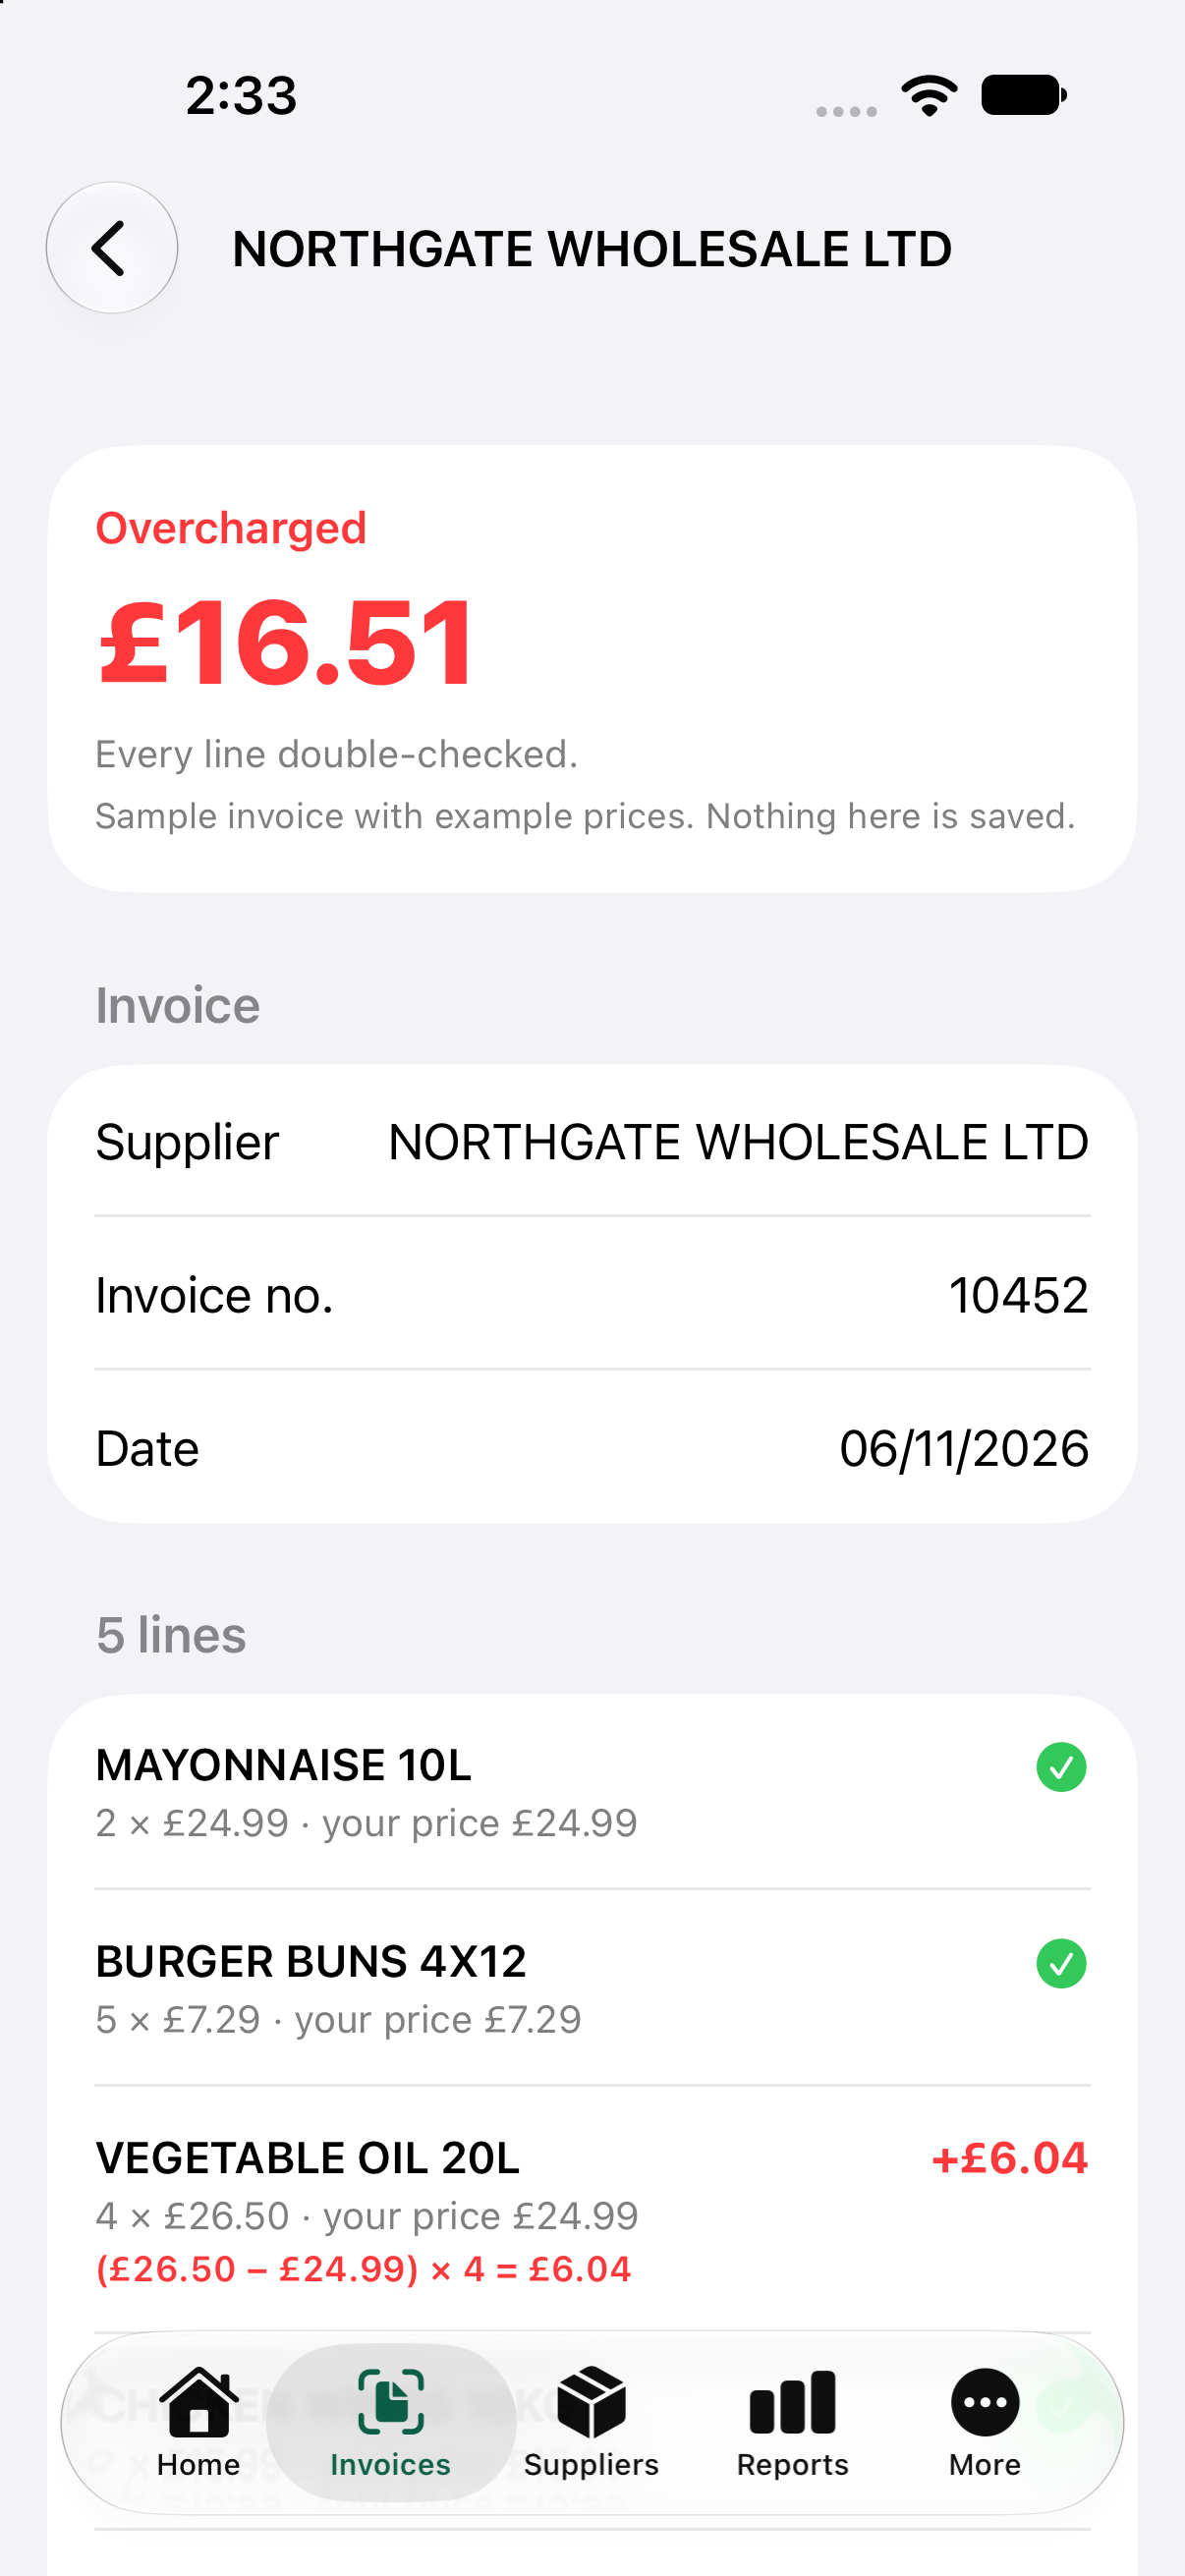 2:33
NORTHGATE WHOLESALE LTD
Overcharged
£16.51
Every line double-checked.
Sample invoice with example prices. Nothing here is saved.
Invoice
Supplier NORTHGATE WHOLESALE LTD
Invoice no. 10452
Date 06/11/2026
5 lines
MAYONNAISE 10L
2 × £24.99 · your price £24.99
BURGER BUNS 4X12
5 × £7.29 · your price £7.29
VEGETABLE OIL 20L +£6.04
4 × £26.50 · your price £24.99
(£26.50 – £24.99) × 4 = £6.04
Home Invoices Suppliers Reports More